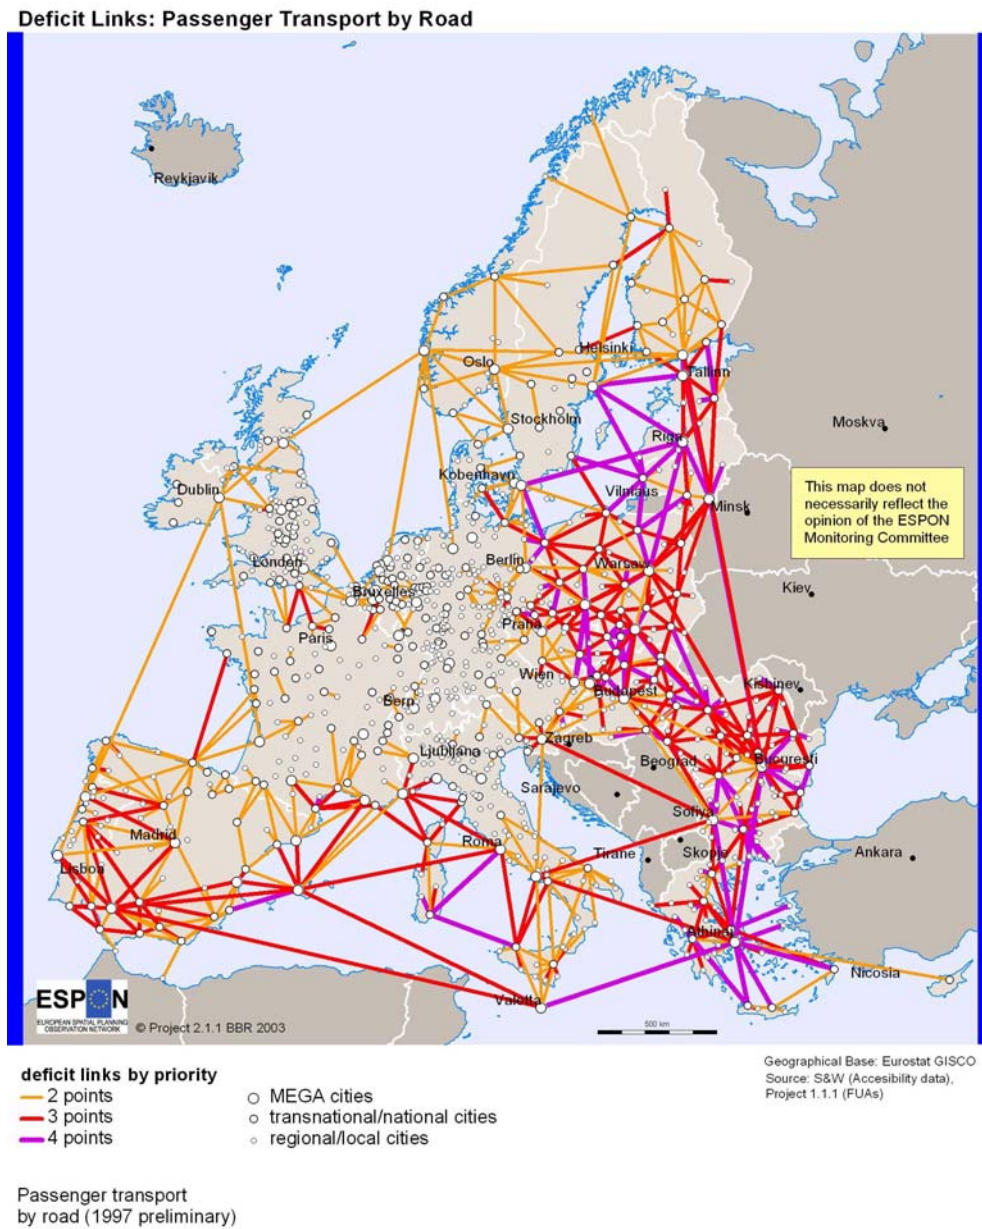 Deficit Links: Passenger Transport by Road
Reykjavik
Helsinki
Oslo
Tallinn
Stockholm
Moskva
Riga
Kobenhavn
Dublin
Vilniaus
Minsk
This map does not
necessarily reflect the
opinion of the ESPON
Monitoring Committee
London
Berlin
Warsaw
Bruxelles
Kiev
Praha
Paris
Wien
Budapest
Kishinev
Bern
Zagreb
Ljubljana
Beograd
Bucuresti
Sarajevo
Madrid
Sofiya
Roma
Tirane
Skopje
Ankara
Lisboa
Athinai
Nicosia
Valetta
ESPON
EUROPEAN SPATIAL PLANNING
OBSERVATION NETWORK
© Project 2.1.1 BBR 2003
500 km
deficit links by priority
2 points
3 points
4 points
MEGA cities
transnational/national cities
regional/local cities
Geographical Base: Eurostat GISCO
Source: S&W (Accesibility data),
Project 1.1.1 (FUAs)
Passenger transport
by road (1997 preliminary)